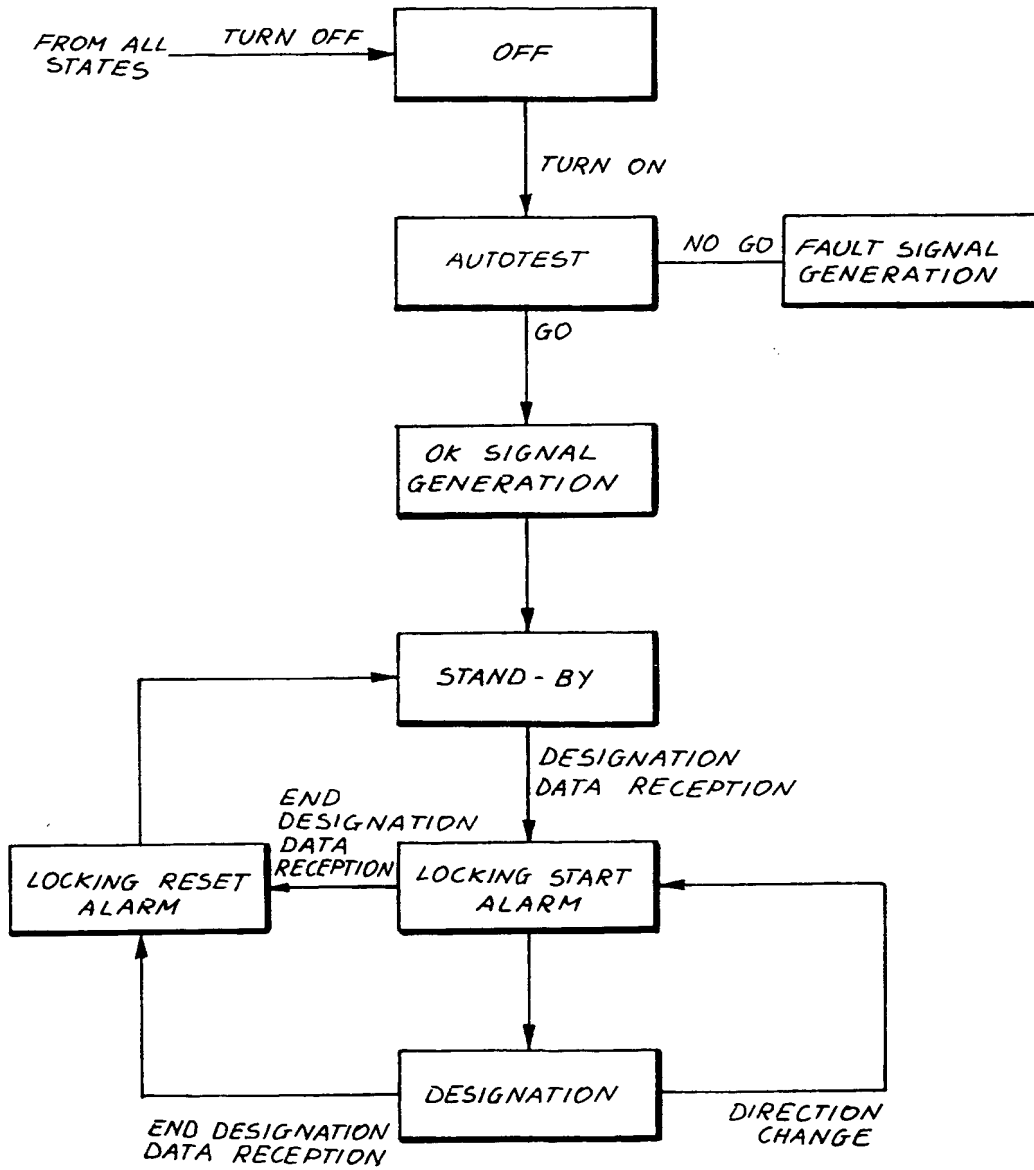 FROM ALL
STATES
TURN OFF
OFF
TURN ON
AUTOTEST
NO GO
FAULT SIGNAL
GENERATION
GO
OK SIGNAL
GENERATION
STAND-BY
DESIGNATION
DATA RECEPTION
END
DESIGNATION
DATA
RECEPTION
LOCKING RESET
ALARM
LOCKING START
ALARM
DESIGNATION
END DESIGNATION
DATA RECEPTION
DIRECTION
CHANGE